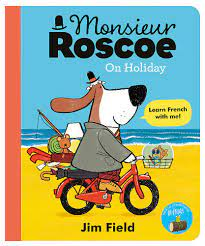 Monsieur
Roscoe
On Holiday
Learn French
with me!
Jim Field